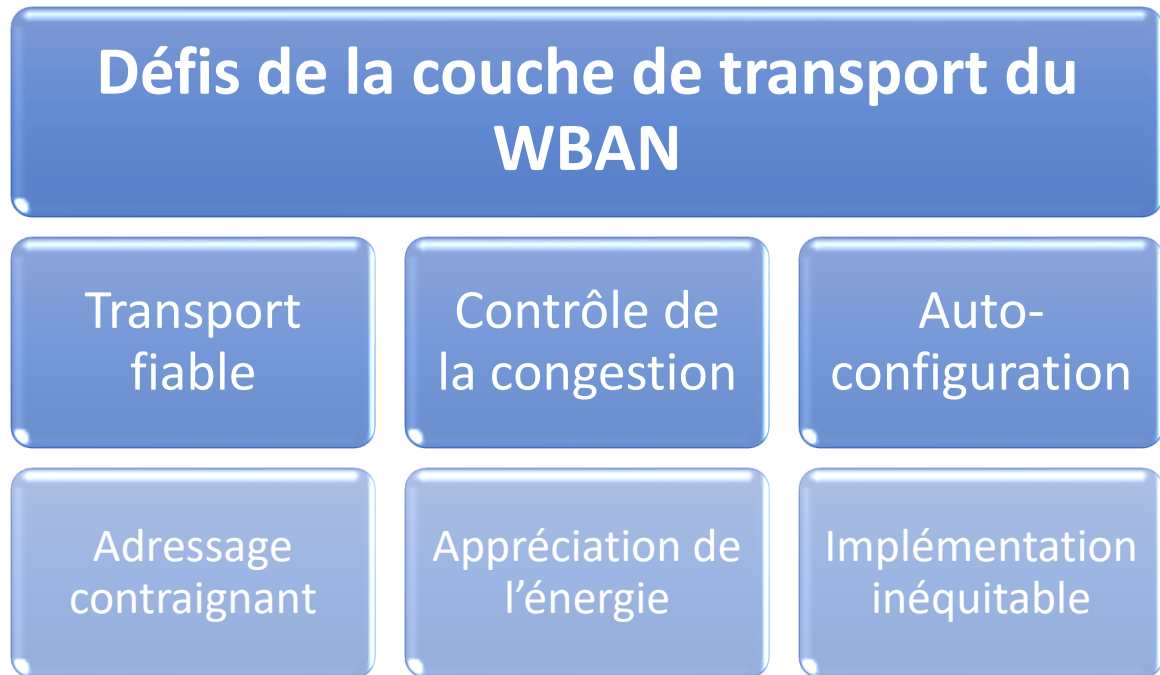 Défis de la couche de transport du
WBAN
Transport
fiable
Contrôle de
la congestion
Auto-
configuration
Adressage
contraignant
Appréciation de
l’énergie
Implémentation
inéquitable